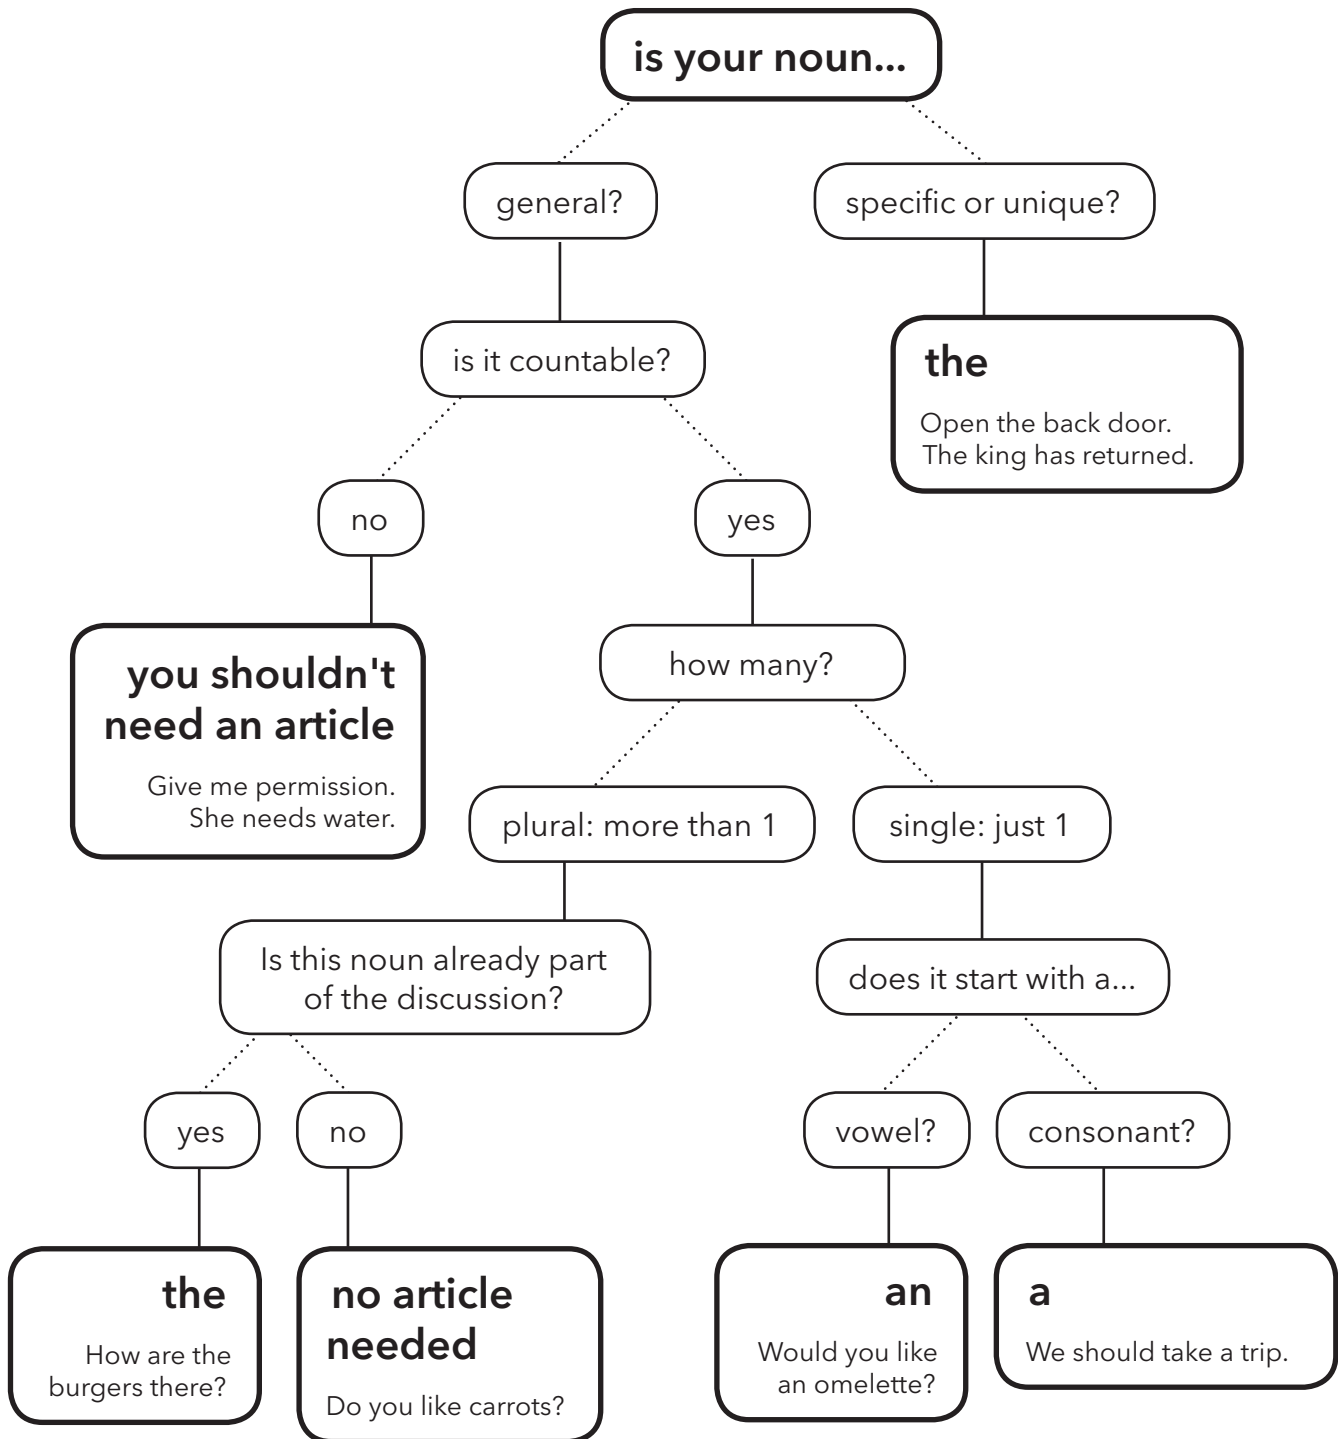 is your noun...
general?
specific or unique?
is it countable?
the
Open the back door.
The king has returned.
no
yes
you shouldn't
need an article
Give me permission.
She needs water.
how many?
plural: more than 1
single: just 1
Is this noun already part
of the discussion?
does it start with a...
yes
no
vowel?
consonant?
the
How are the
burgers there?
no article
needed
Do you like carrots?
an
Would you like
an omelette?
a
We should take a trip.